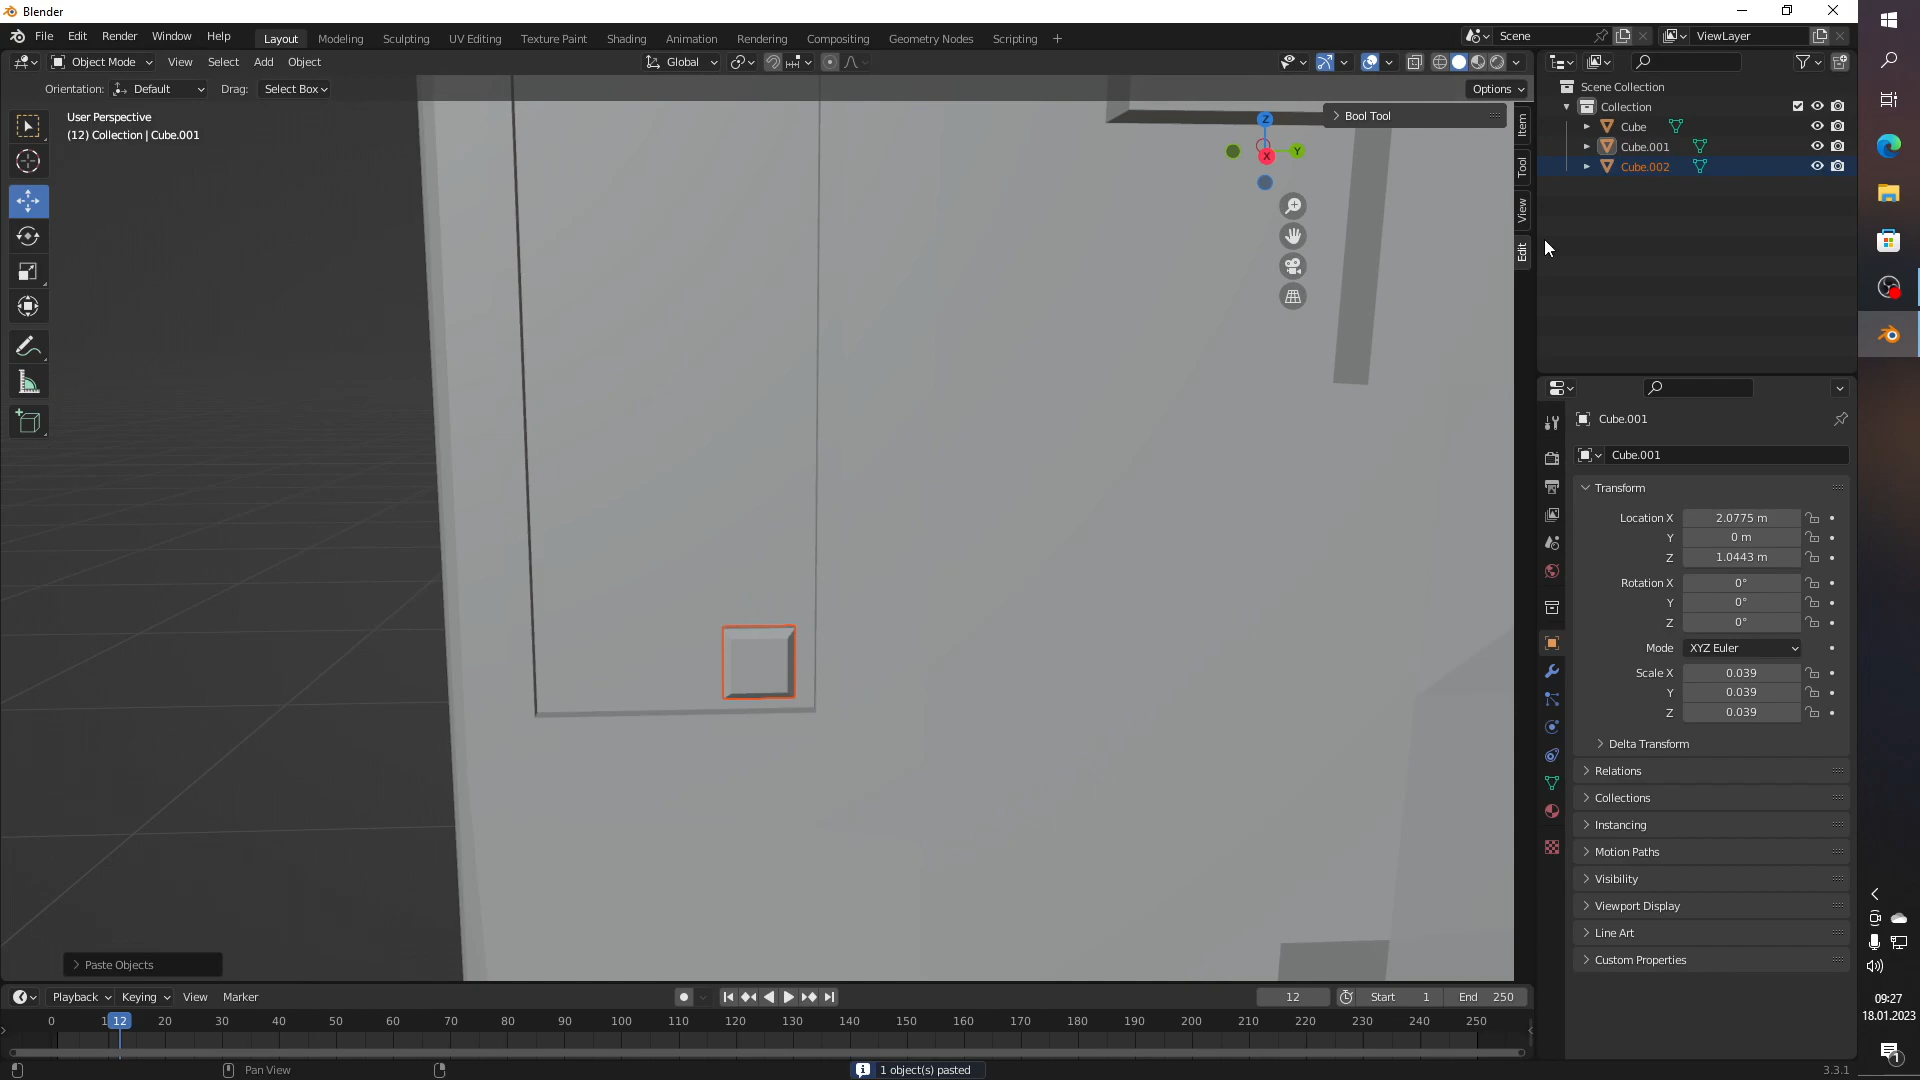 Blender
File Edit Render Window Help
Layout Modeling Sculpting UV Editing Texture Paint Shading Animation Rendering Compositing Geometry Nodes Scripting +
Scene
ViewLayer
Object Mode View Select Add Object
Global
Orientation: Default Drag: Select Box
Options
User Perspective
(12) Collection | Cube.001
Bool Tool
Z
Y
X
Item
Tool
View
Edit
Scene Collection
Collection
Cube
Cube.001
Cube.002
Cube.001
Cube.001
Transform
Location X 2.0775 m
Y 0 m
Z 1.0443 m
Rotation X 0°
Y 0°
Z 0°
Mode XYZ Euler
Scale X 0.039
Y 0.039
Z 0.039
Delta Transform
Relations
Collections
Instancing
Motion Paths
Visibility
Viewport Display
Line Art
Custom Properties
Paste Objects
Playback Keying View Marker
12 Start 1 End 250
0 1 12 20 30 40 50 60 70 80 90 100 110 120 130 140 150 160 170 180 190 200 210 220 230 240 250
Pan View
1 object(s) pasted
3.3.1
09:27
18.01.2023
1